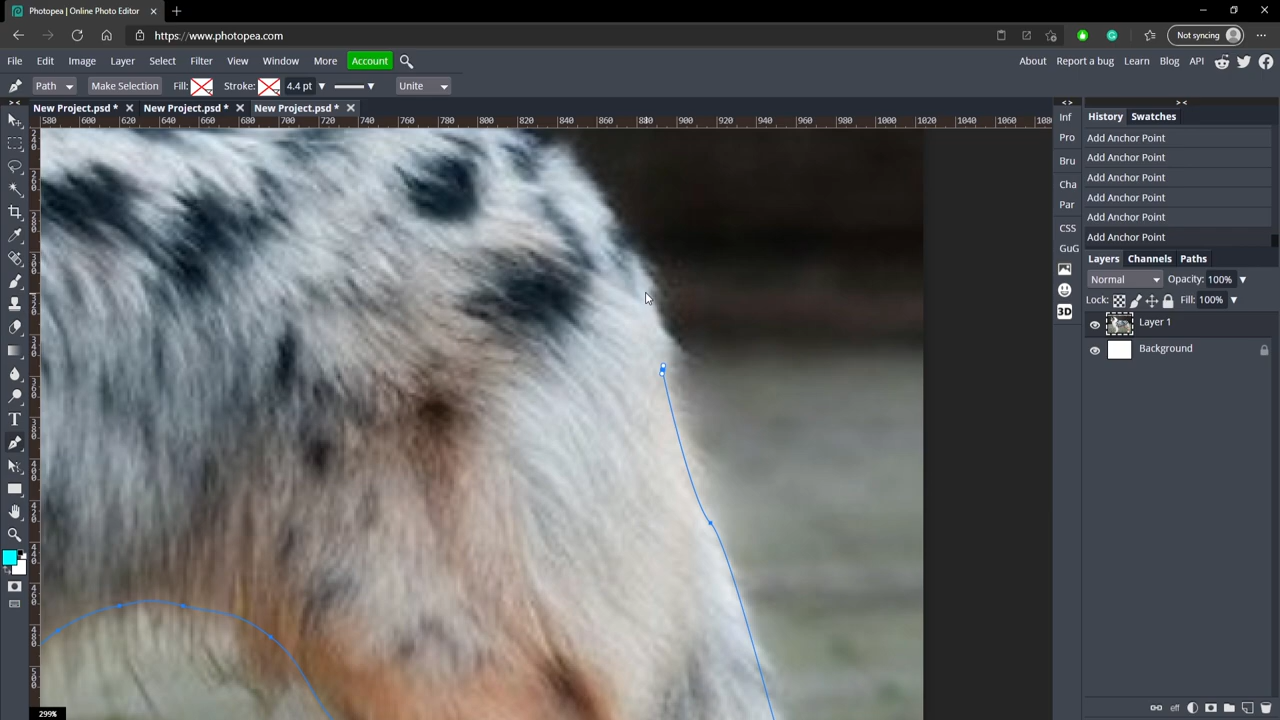 Photopea | Online Photo Editor
https://www.photopea.com
Not syncing
File Edit Image Layer Select Filter View Window More Account
About Report a bug Learn Blog API
Path Make Selection Fill: Stroke: 4.4 pt Unite
New Project.psd * New Project.psd * New Project.psd *
580 600 620 640 660 680 700 720 740 760 780 800 820 840 860 880 900 920 940 960 980 1000 1020 1040 1060 1080
Inf
Pro
Bru
Cha
Par
CSS
GuG
3D
History Swatches
Add Anchor Point
Add Anchor Point
Add Anchor Point
Add Anchor Point
Add Anchor Point
Add Anchor Point
Layers Channels Paths
Normal Opacity: 100%
Lock: Fill: 100%
Layer 1
Background
299%